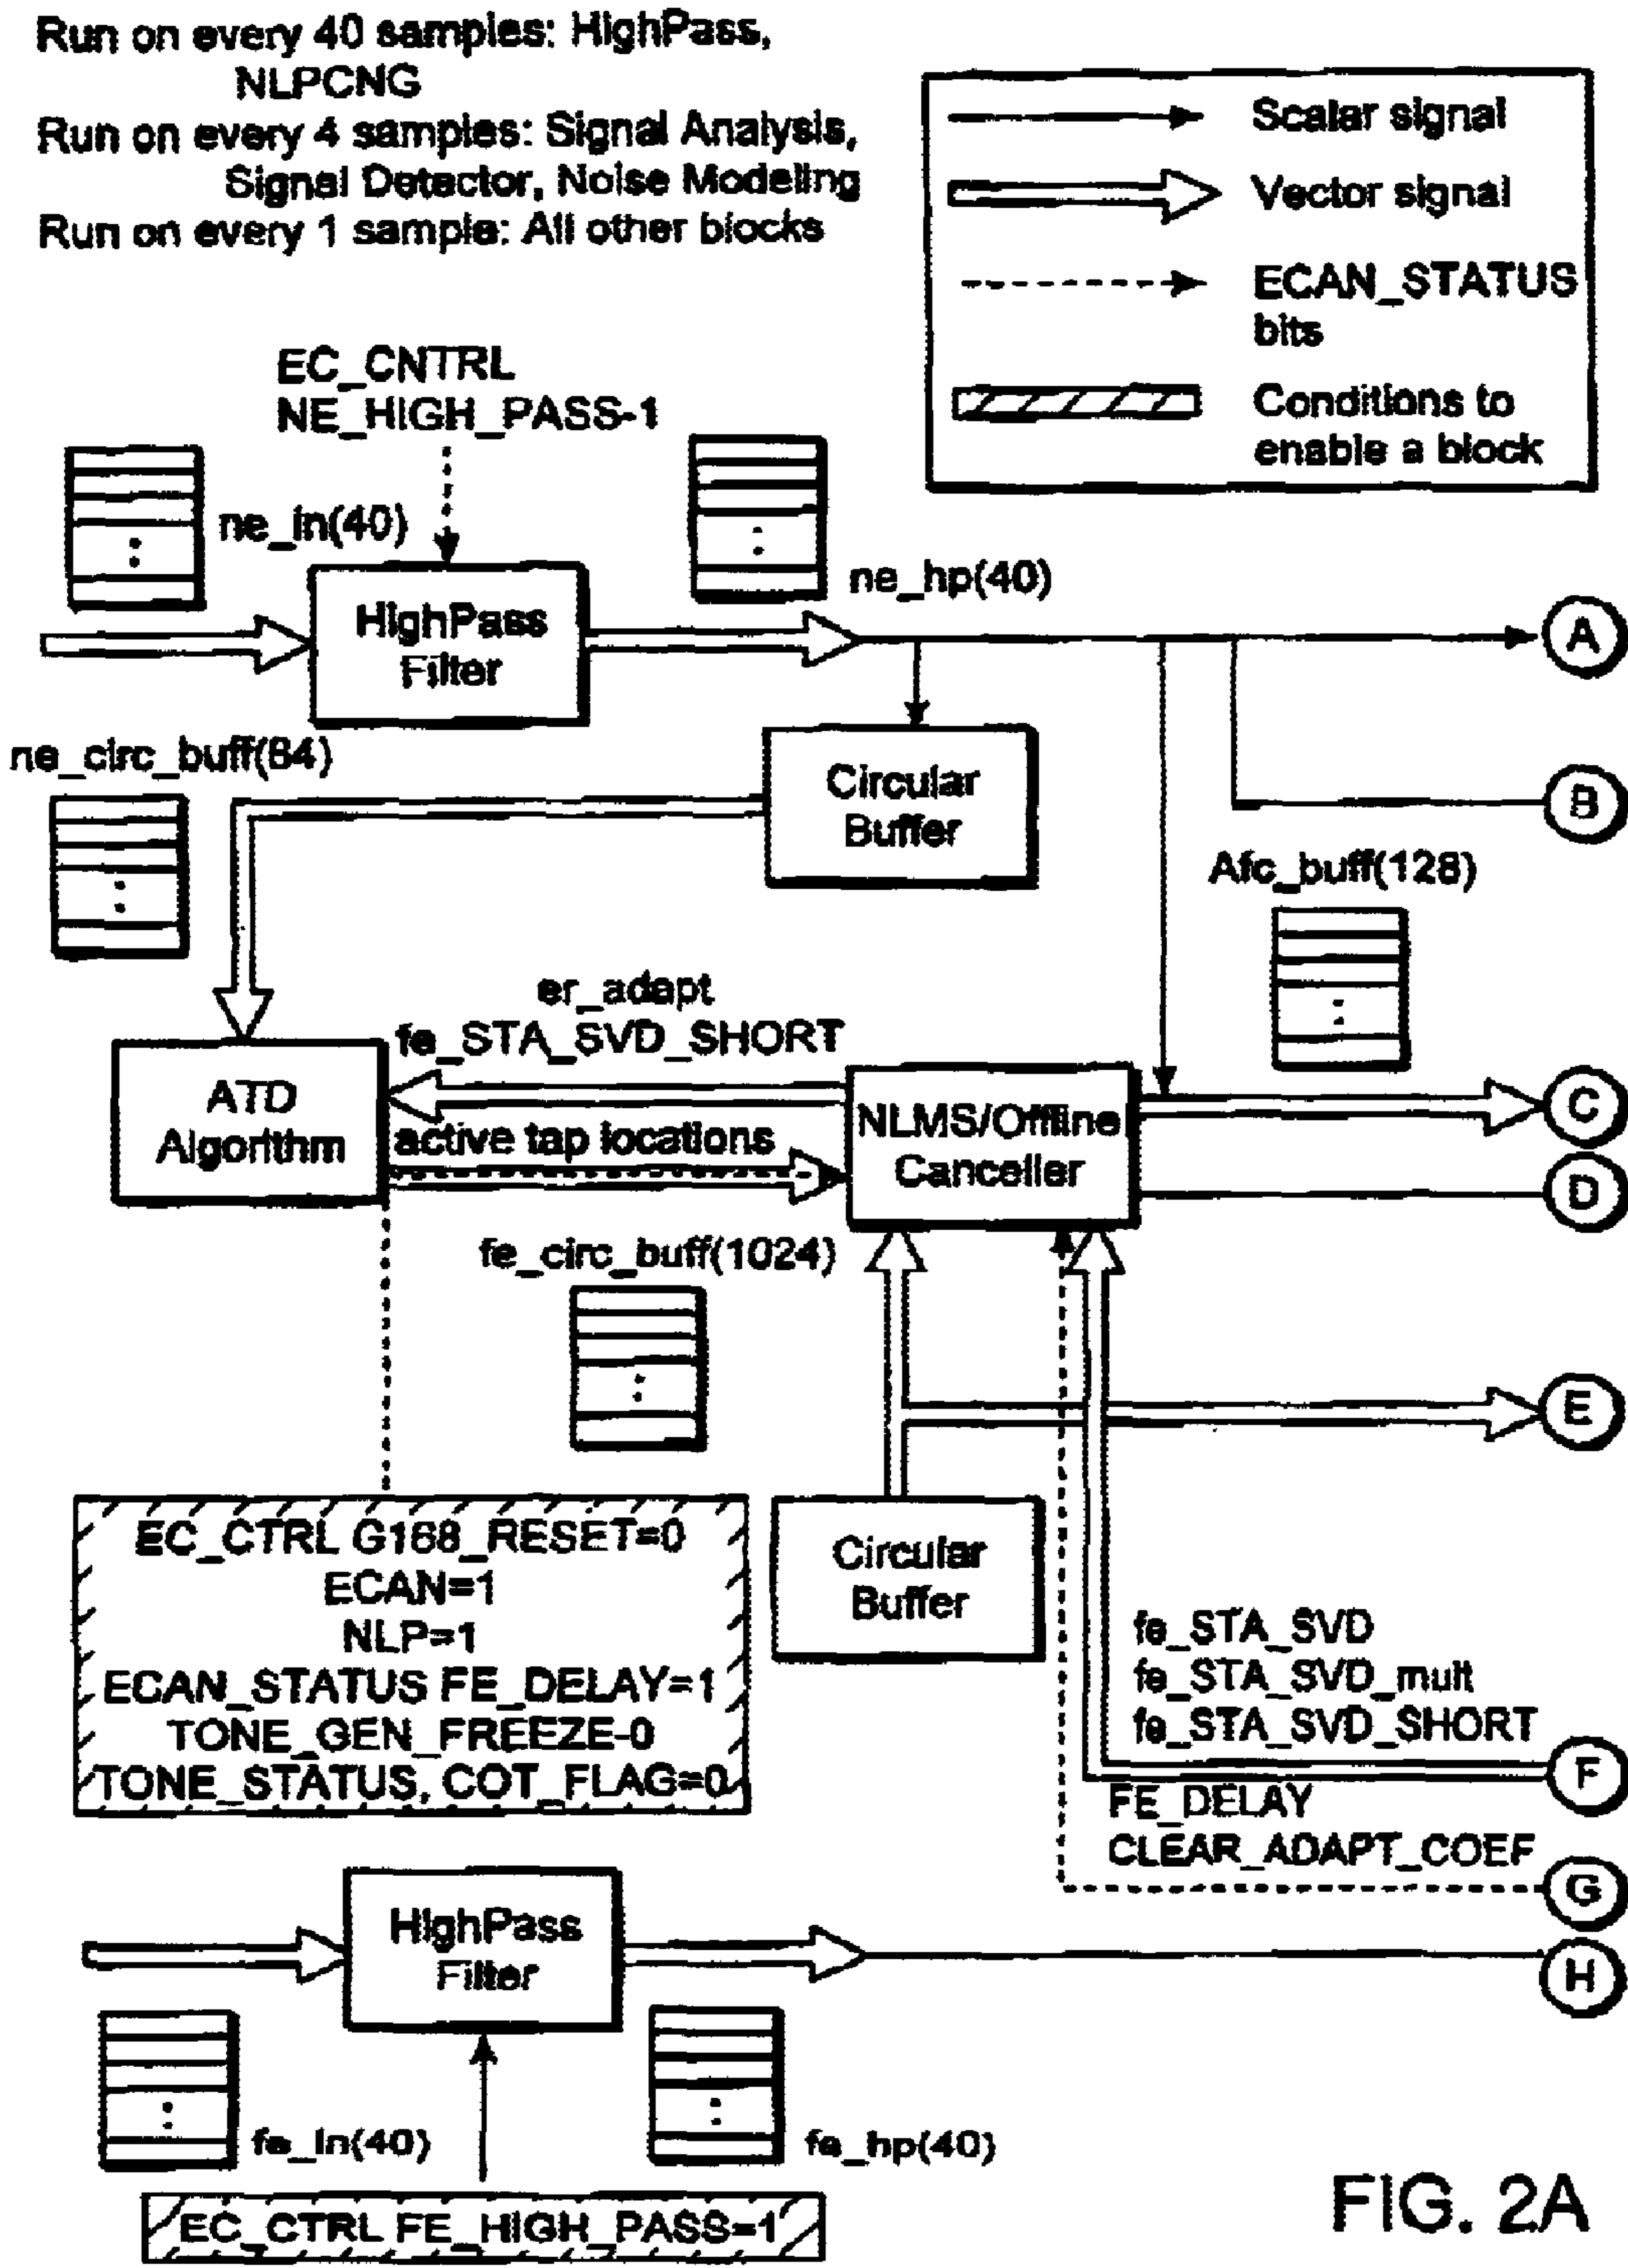 Run on every 40 samples: HighPass,
NLPCNG
Run on every 4 samples: Signal Analysis,
Signal Detector, Noise Modeling
Run on every 1 sample: All other blocks
Scalar signal
Vector signal
ECAN_STATUS
bits
Conditions to
enable a block
EC_CNTRL
NE_HIGH_PASS-1
ne_in(40)
ne_hp(40)
HighPass
Filter
A
ne_circ_buff(64)
Circular
Buffer
B
Afc_buff(128)
er_adapt
fe_STA_SVD_SHORT
ATD
Algorithm
active tap locations
NLMS/Offline
Canceller
C
D
fe_circ_buff(1024)
E
EC_CTRL G168_RESET=0
ECAN=1
NLP=1
ECAN_STATUS FE_DELAY=1
TONE_GEN_FREEZE-0
TONE_STATUS, COT_FLAG=0
Circular
Buffer
fe_STA_SVD
fe_STA_SVD_mult
fe_STA_SVD_SHORT
F
FE_DELAY
CLEAR_ADAPT_COEF
G
HighPass
Filter
H
fe_in(40)
fe_hp(40)
EC_CTRL FE_HIGH_PASS=1
FIG. 2A